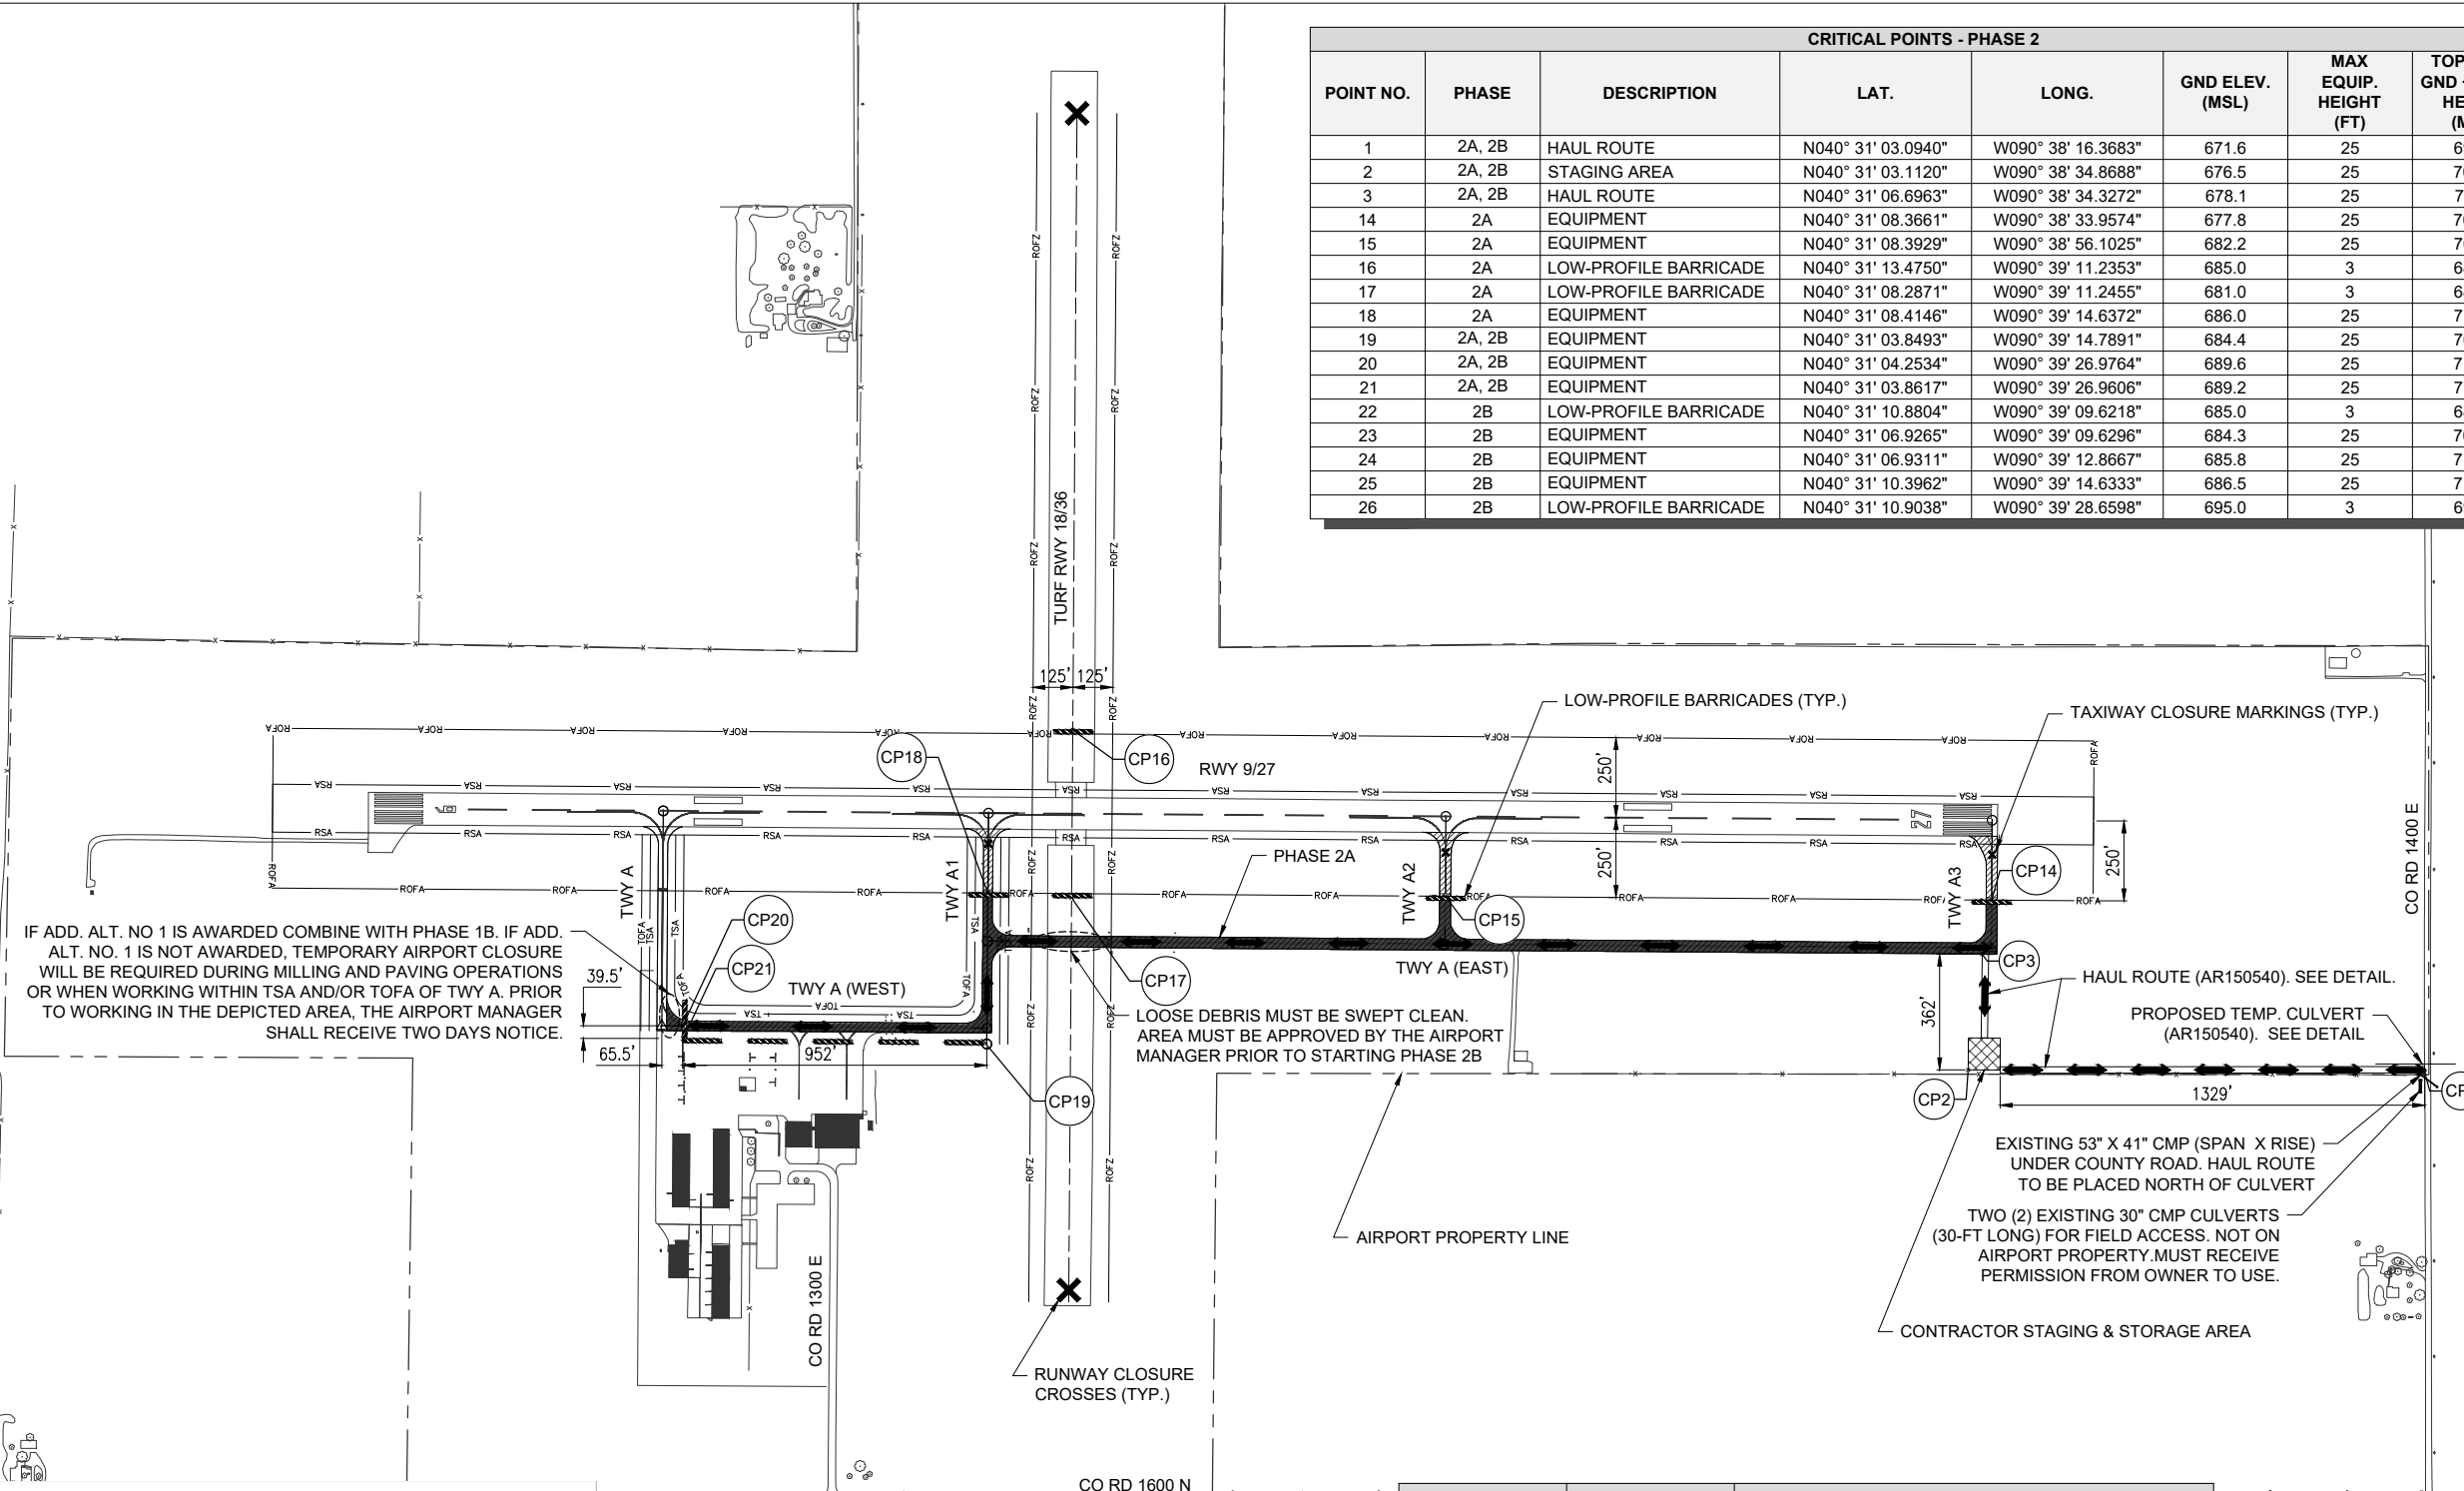 CRITICAL POINTS - PHASE 2
POINT NO. PHASE DESCRIPTION LAT. LONG. GND ELEV. (MSL) MAX EQUIP. HEIGHT (FT)
1 2A, 2B HAUL ROUTE N040° 31' 03.0940" W090° 38' 16.3683" 671.6 25
2 2A, 2B STAGING AREA N040° 31' 03.1120" W090° 38' 34.8688" 676.5 25
3 2A, 2B HAUL ROUTE N040° 31' 06.6963" W090° 38' 34.3272" 678.1 25
14 2A EQUIPMENT N040° 31' 08.3661" W090° 38' 33.9574" 677.8 25
15 2A EQUIPMENT N040° 31' 08.3929" W090° 38' 56.1025" 682.2 25
16 2A LOW-PROFILE BARRICADE N040° 31' 13.4750" W090° 39' 11.2353" 685.0 3
17 2A LOW-PROFILE BARRICADE N040° 31' 08.2871" W090° 39' 11.2455" 681.0 3
18 2A EQUIPMENT N040° 31' 08.4146" W090° 39' 14.6372" 686.0 25
19 2A, 2B EQUIPMENT N040° 31' 03.8493" W090° 39' 14.7891" 684.4 25
20 2A, 2B EQUIPMENT N040° 31' 04.2534" W090° 39' 26.9764" 689.6 25
21 2A, 2B EQUIPMENT N040° 31' 03.8617" W090° 39' 26.9606" 689.2 25
22 2B LOW-PROFILE BARRICADE N040° 31' 10.8804" W090° 39' 09.6218" 685.0 3
23 2B EQUIPMENT N040° 31' 06.9265" W090° 39' 09.6296" 684.3 25
24 2B EQUIPMENT N040° 31' 06.9311" W090° 39' 12.8667" 685.8 25
25 2B EQUIPMENT N040° 31' 10.3962" W090° 39' 14.6333" 686.5 25
26 2B LOW-PROFILE BARRICADE N040° 31' 10.9038" W090° 39' 28.6598" 695.0 3
TURF RWY 18/36
ROFZ
125' 125'
LOW-PROFILE BARRICADES (TYP.)
TAXIWAY CLOSURE MARKINGS (TYP.)
ROFA
CP18
CP16
RWY 9/27
250'
RSA
9
27
CO RD 1400 E
PHASE 2A
250'
250'
TWY A
TWY A1
TWY A2
TWY A3
CP14
CP20
CP15
CP21
CP17
CP3
TSA
TOFA
IF ADD. ALT. NO 1 IS AWARDED COMBINE WITH PHASE 1B. IF ADD.
ALT. NO. 1 IS NOT AWARDED, TEMPORARY AIRPORT CLOSURE
WILL BE REQUIRED DURING MILLING AND PAVING OPERATIONS
OR WHEN WORKING WITHIN TSA AND/OR TOFA OF TWY A. PRIOR
TO WORKING IN THE DEPICTED AREA, THE AIRPORT MANAGER
SHALL RECEIVE TWO DAYS NOTICE.
39.5'
65.5'
952'
TWY A (WEST)
TWY A (EAST)
LOOSE DEBRIS MUST BE SWEPT CLEAN.
AREA MUST BE APPROVED BY THE AIRPORT
MANAGER PRIOR TO STARTING PHASE 2B
HAUL ROUTE (AR150540). SEE DETAIL.
362'
PROPOSED TEMP. CULVERT
(AR150540). SEE DETAIL
CP19
CP2
1329'
EXISTING 53" X 41" CMP (SPAN X RISE)
UNDER COUNTY ROAD. HAUL ROUTE
TO BE PLACED NORTH OF CULVERT
TWO (2) EXISTING 30" CMP CULVERTS
(30-FT LONG) FOR FIELD ACCESS. NOT ON
AIRPORT PROPERTY.MUST RECEIVE
PERMISSION FROM OWNER TO USE.
AIRPORT PROPERTY LINE
CONTRACTOR STAGING & STORAGE AREA
CO RD 1300 E
RUNWAY CLOSURE
CROSSES (TYP.)
CO RD 1600 N